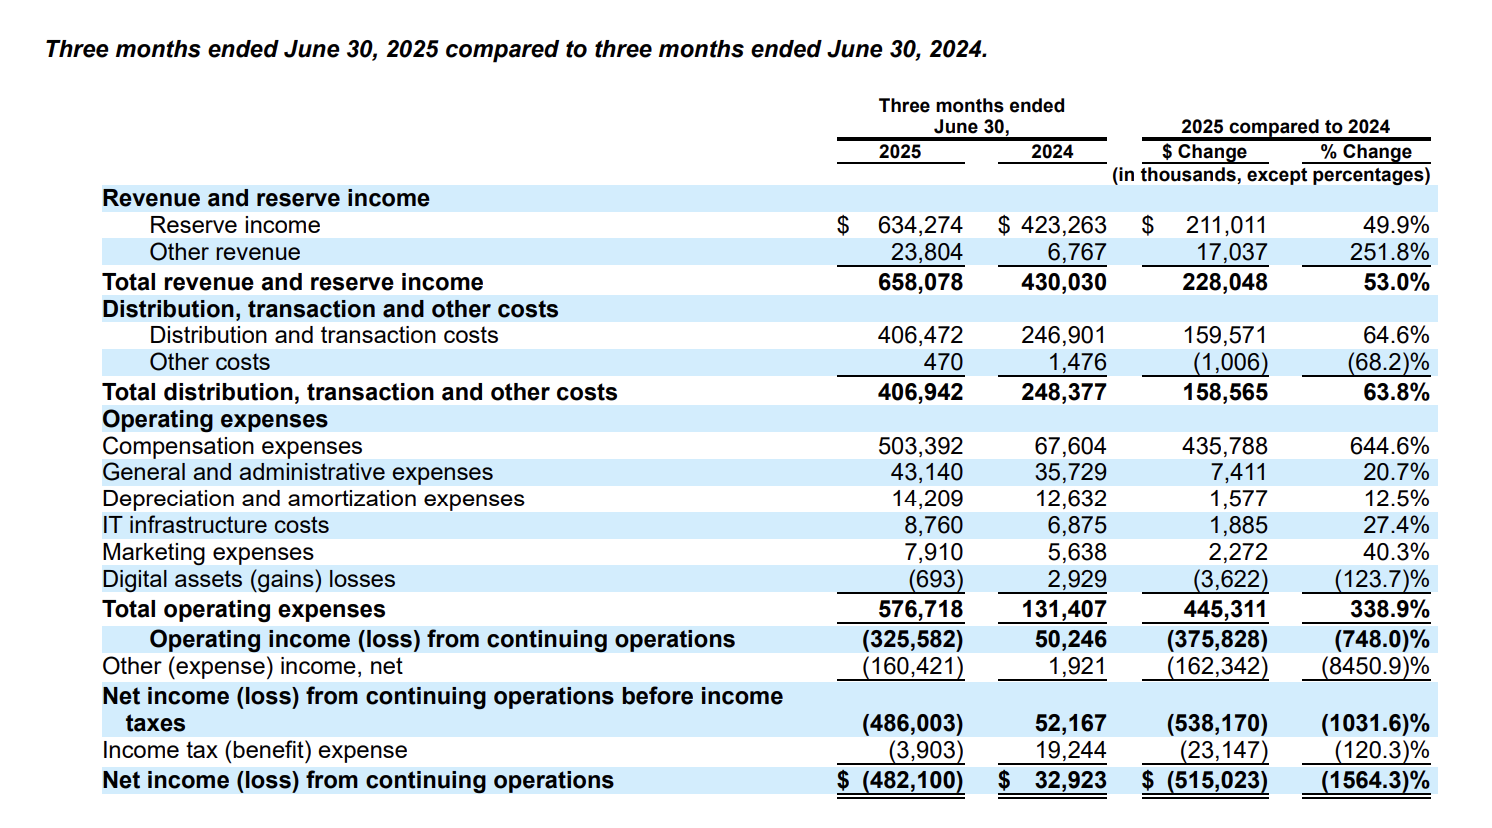 Three months ended June 30, 2025 compared to three months ended June 30, 2024.
Three months ended
June 30, 2025 compared to 2024
2025 2024 $ Change % Change
(in thousands, except percentages)
Revenue and reserve income
Reserve income $ 634,274 $ 423,263 $ 211,011 49.9%
Other revenue 23,804 6,767 17,037 251.8%
Total revenue and reserve income 658,078 430,030 228,048 53.0%
Distribution, transaction and other costs
Distribution and transaction costs 406,472 246,901 159,571 64.6%
Other costs 470 1,476 (1,006) (68.2)%
Total distribution, transaction and other costs 406,942 248,377 158,565 63.8%
Operating expenses
Compensation expenses 503,392 67,604 435,788 644.6%
General and administrative expenses 43,140 35,729 7,411 20.7%
Depreciation and amortization expenses 14,209 12,632 1,577 12.5%
IT infrastructure costs 8,760 6,875 1,885 27.4%
Marketing expenses 7,910 5,638 2,272 40.3%
Digital assets (gains) losses (693) 2,929 (3,622) (123.7)%
Total operating expenses 576,718 131,407 445,311 338.9%
Operating income (loss) from continuing operations (325,582) 50,246 (375,828) (748.0)%
Other (expense) income, net (160,421) 1,921 (162,342) (8450.9)%
Net income (loss) from continuing operations before income
taxes (486,003) 52,167 (538,170) (1031.6)%
Income tax (benefit) expense (3,903) 19,244 (23,147) (120.3)%
Net income (loss) from continuing operations $ (482,100) $ 32,923 $ (515,023) (1564.3)%